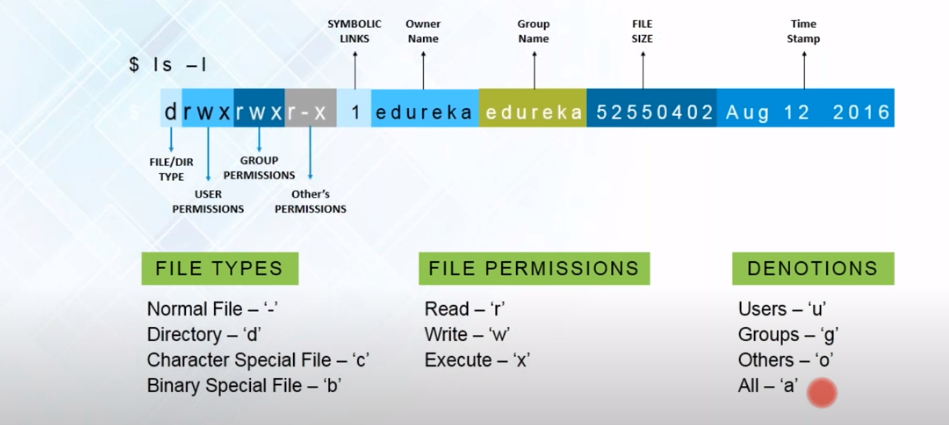 SYMBOLIC LINKS
Owner Name
Group Name
FILE SIZE
Time Stamp
$ ls –l
drwxrwxr-x 1 edureka edureka 52550402 Aug 12 2016
FILE/DIR TYPE
USER PERMISSIONS
GROUP PERMISSIONS
Other's PERMISSIONS
FILE TYPES
Normal File – ‘-’
Directory – ‘d’
Character Special File – ‘c’
Binary Special File – ‘b’
FILE PERMISSIONS
Read – ‘r’
Write – ‘w’
Execute – ‘x’
DENOTIONS
Users – ‘u’
Groups – ‘g’
Others – ‘o’
All – ‘a’